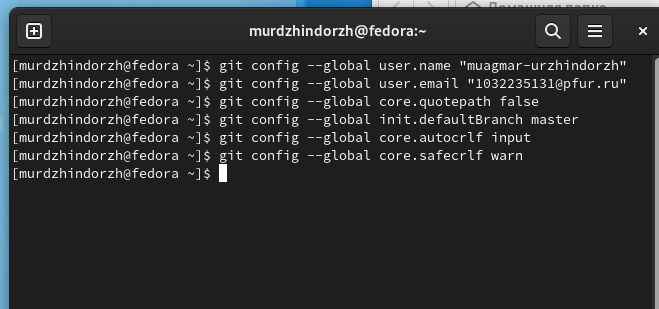 Домашняя папка
murdzhindorzh@fedora:~
[murdzhindorzh@fedora ~]$ git config --global user.name "muagmar-urzhindorzh"
[murdzhindorzh@fedora ~]$ git config --global user.email "1032235131@pfur.ru"
[murdzhindorzh@fedora ~]$ git config --global core.quotepath false
[murdzhindorzh@fedora ~]$ git config --global init.defaultBranch master
[murdzhindorzh@fedora ~]$ git config --global core.autocrlf input
[murdzhindorzh@fedora ~]$ git config --global core.safecrlf warn
[murdzhindorzh@fedora ~]$